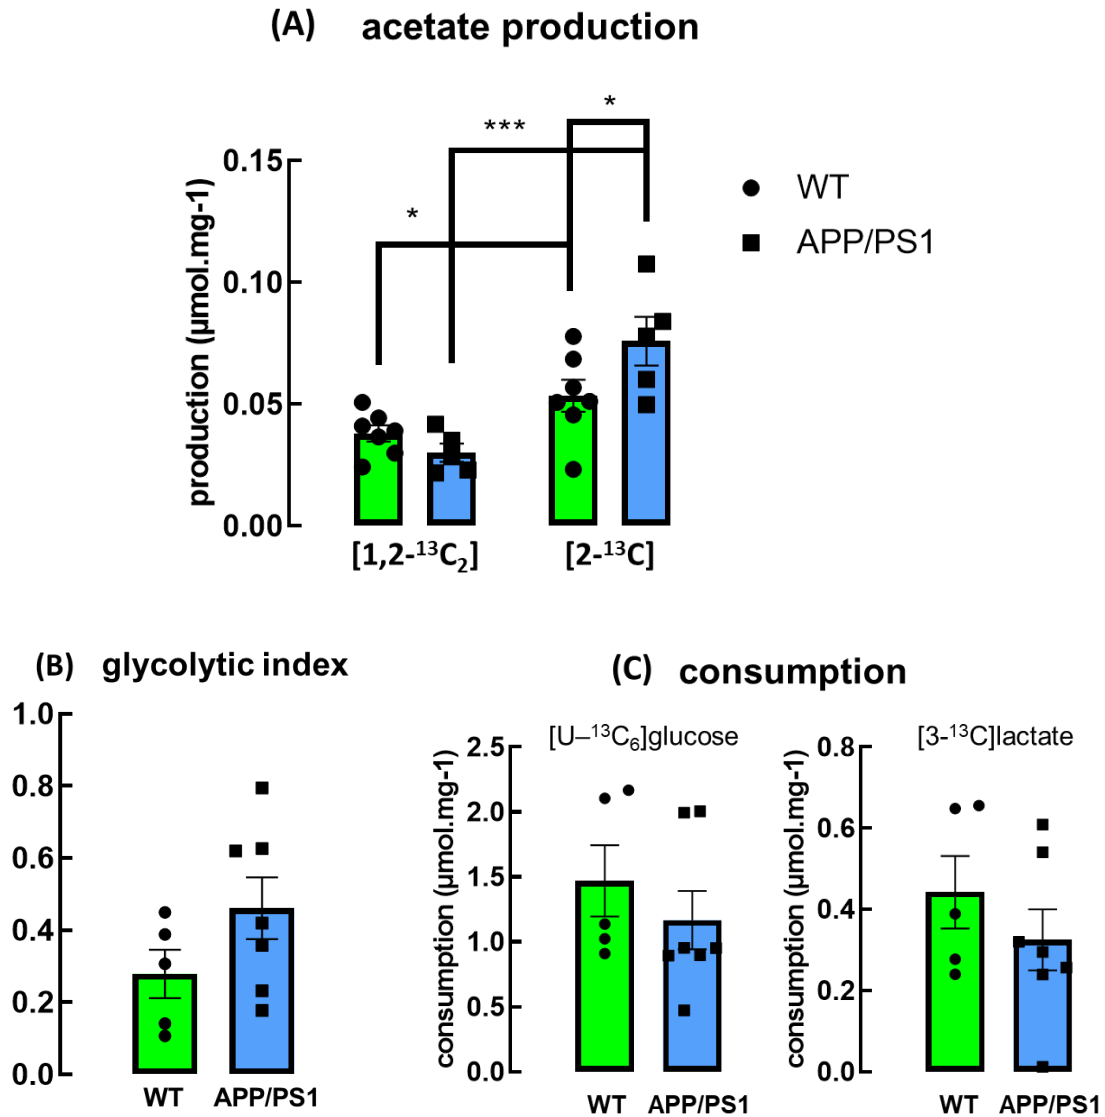 (A) acetate production
production (µmol.mg-1)
0.15
0.10
0.05
0.00
*
***
*
WT
APP/PS1
[1,2-¹³C₂]
[2-¹³C]
(B) glycolytic index
1.0
0.8
0.6
0.4
0.2
0.0
WT
APP/PS1
(C) consumption
[U–¹³C₆]glucose
consumption (µmol.mg-1)
2.5
2.0
1.5
1.0
0.5
0.0
WT
APP/PS1
[3-¹³C]lactate
consumption (µmol.mg-1)
0.8
0.6
0.4
0.2
0.0
WT
APP/PS1